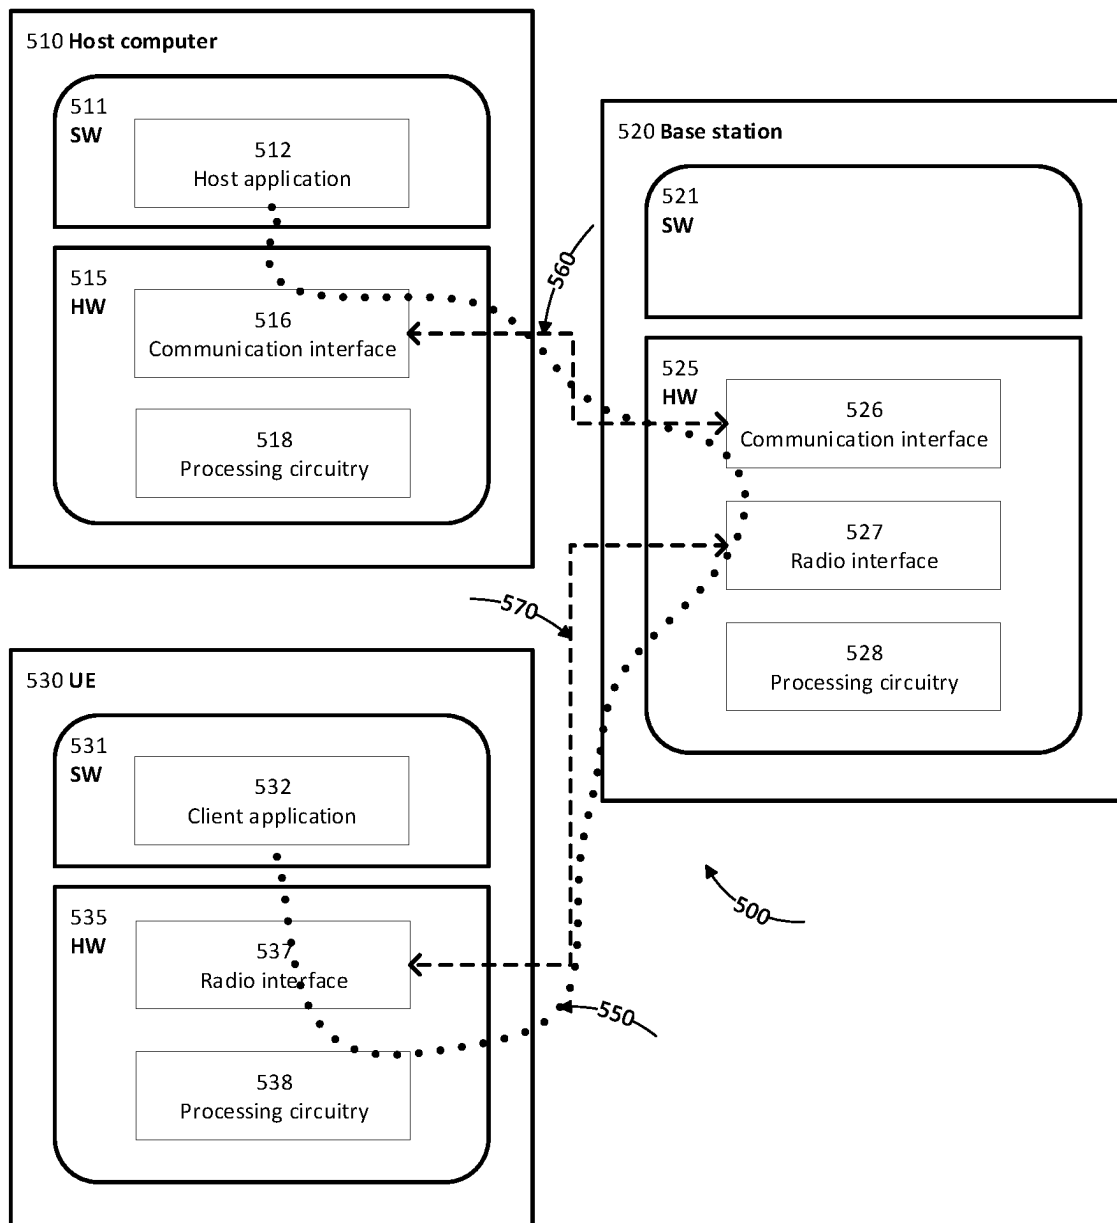 510 Host computer
511
SW
512
Host application
515
HW
516
Communication interface
518
Processing circuitry
560
520 Base station
521
SW
525
HW
526
Communication interface
527
Radio interface
528
Processing circuitry
570
530 UE
531
SW
532
Client application
535
HW
537
Radio interface
538
Processing circuitry
500
550